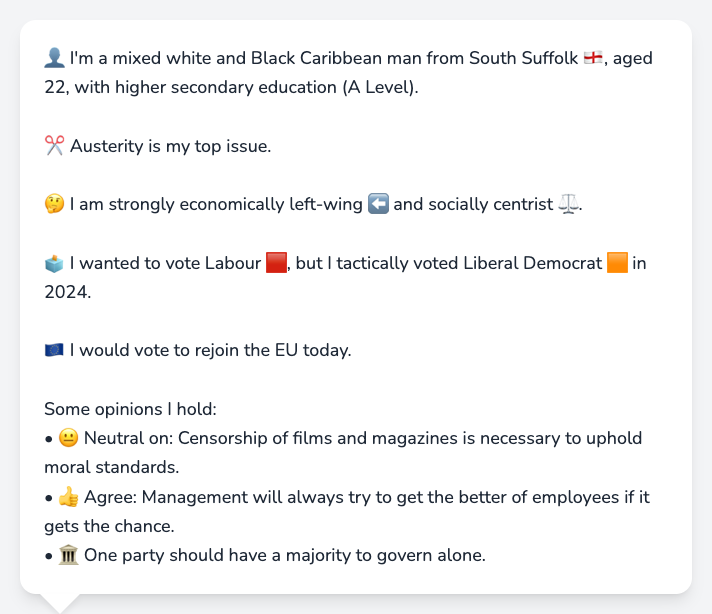 👤 I'm a mixed white and Black Caribbean man from South Suffolk 🏴󠁧󠁢󠁥󠁮󠁧󠁿, aged
22, with higher secondary education (A Level).
✂️ Austerity is my top issue.
🤔 I am strongly economically left-wing ⬅️ and socially centrist ⚖️.
🗳️ I wanted to vote Labour 🟥, but I tactically voted Liberal Democrat 🟧 in
2024.
🇪🇺 I would vote to rejoin the EU today.
Some opinions I hold:
• 😐 Neutral on: Censorship of films and magazines is necessary to uphold
moral standards.
• 👍 Agree: Management will always try to get the better of employees if it
gets the chance.
• 🏛️ One party should have a majority to govern alone.